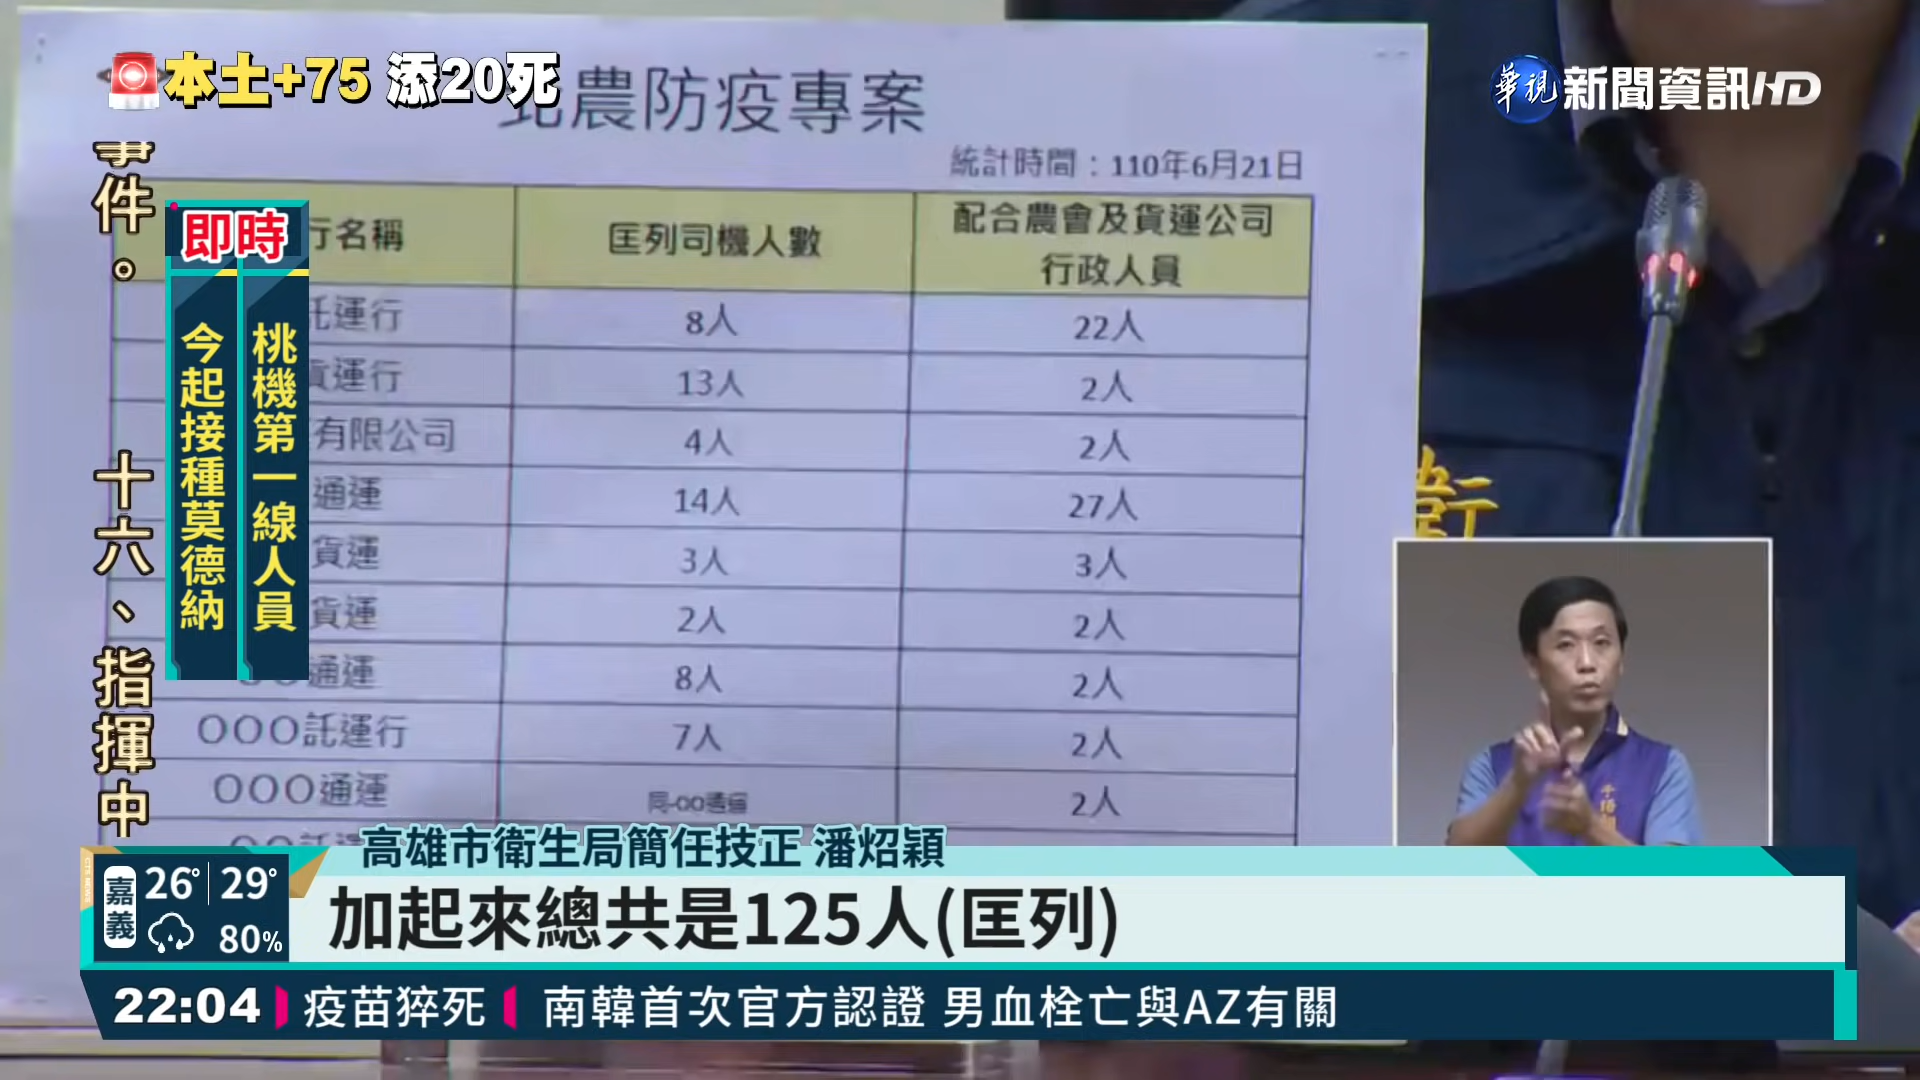 本土+75 添20死
北農防疫專案
華視新聞資訊HD
統計時間：110年6月21日
事件。
十六、指揮中
即時
桃機第一線人員
今起接種莫德納
行名稱 匡列司機人數 配合農會及貨運公司
行政人員
託運行 8人 22人
貨運行 13人 2人
有限公司 4人 2人
通運 14人 27人
貨運 3人 3人
貨運 2人 2人
通運 8人 2人
OOO託運行 7人 2人
OOO通運 2人
衛
高雄市衛生局簡任技正 潘炤穎
加起來總共是125人(匡列)
嘉義
26° 29°
80%
22:04 疫苗猝死 南韓首次官方認證 男血栓亡與AZ有關